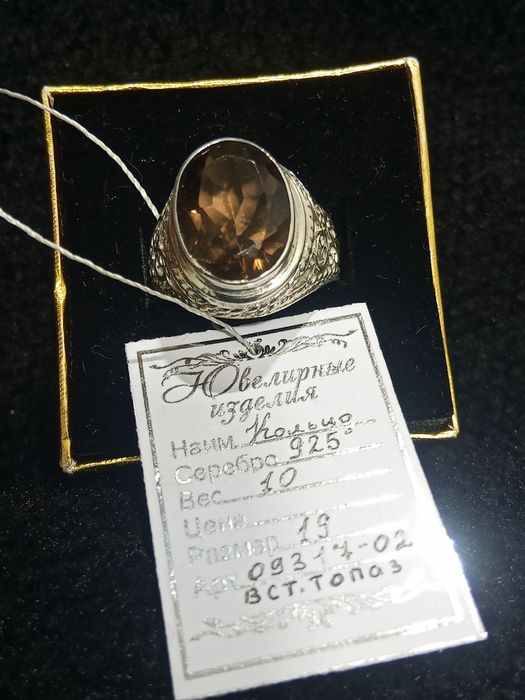 Ювелирные
изделия
Наим. Кольцо
Серебро 925°
Вес 10
Цена
Размер 19
Арт. 09317-02
вст. топаз